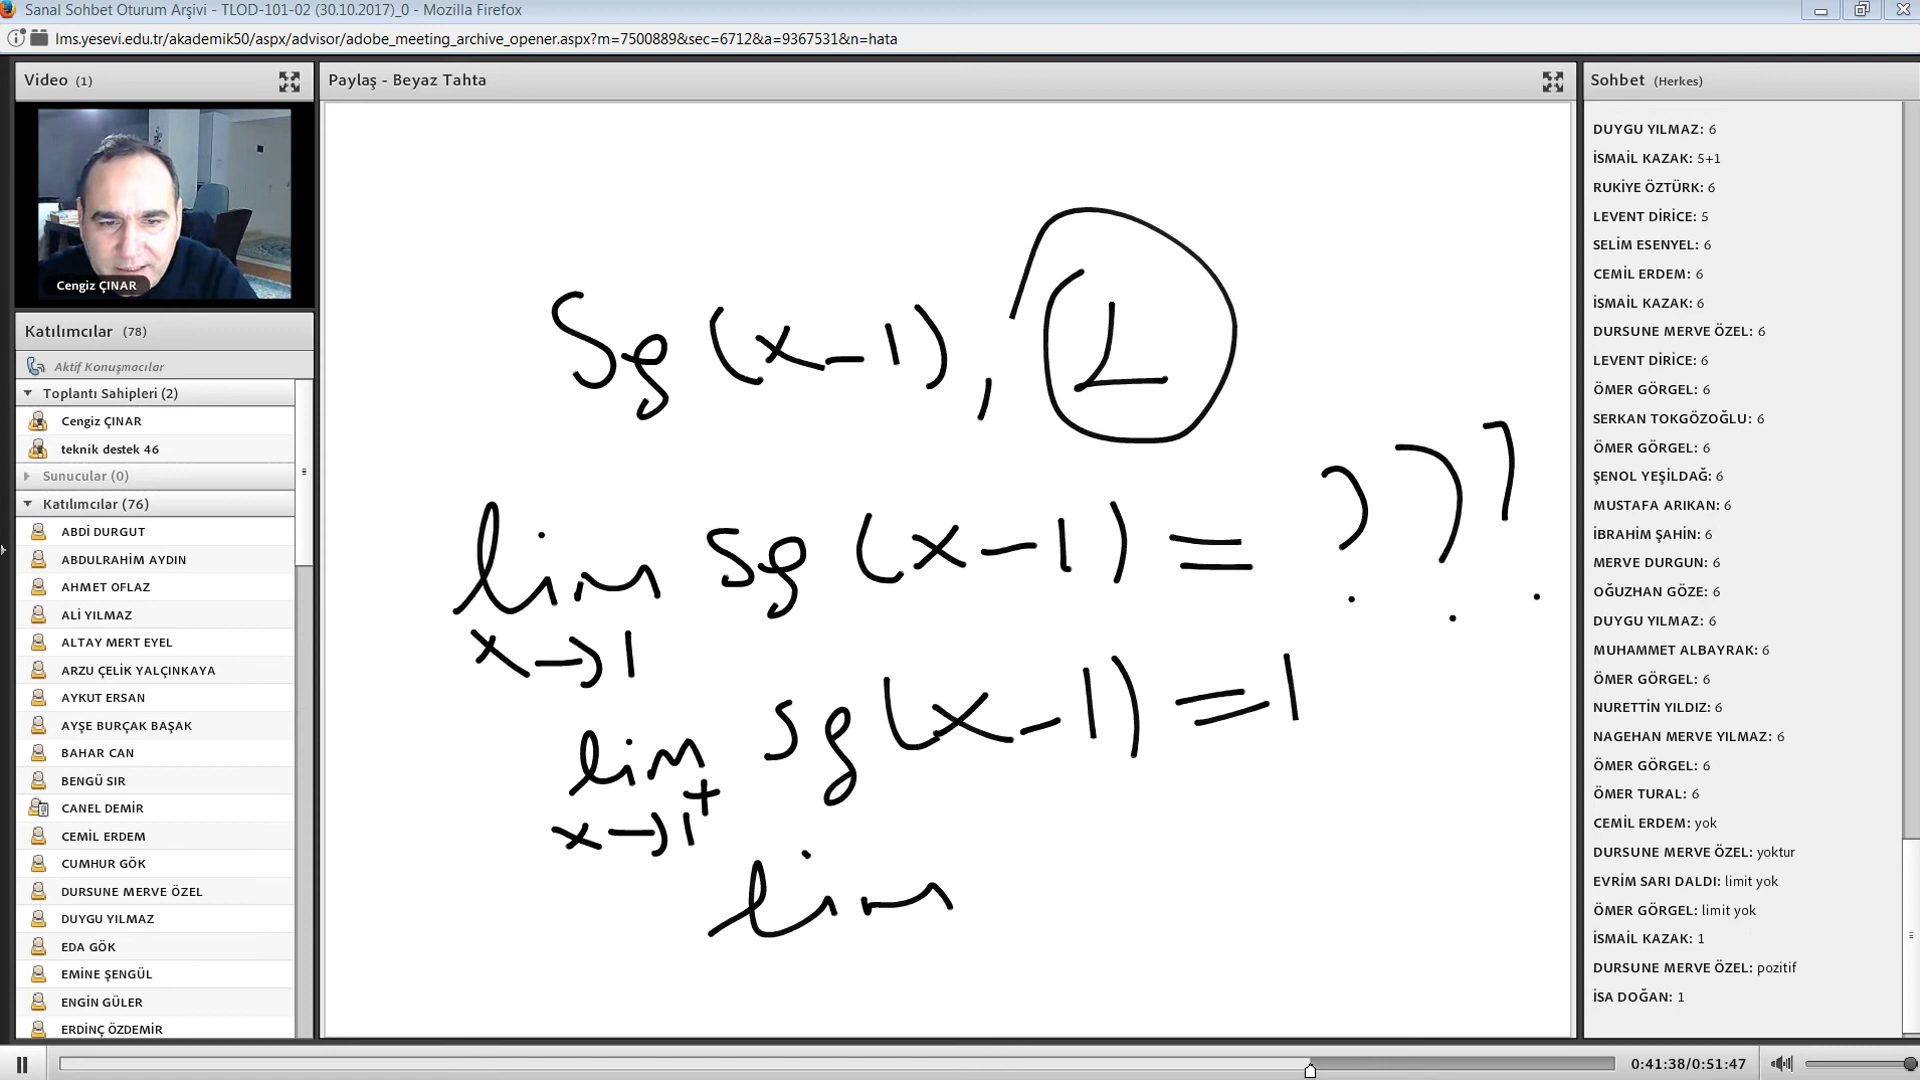 Sanal Sohbet Oturum Arşivi - TLOD-101-02 (30.10.2017)_0 - Mozilla Firefox
lms.yesevi.edu.tr/akademik50/aspx/advisor/adobe_meeting_archive_opener.aspx?m=7500889&sec=6712&a=9367531&n=hata
Video (1)
Cengiz ÇINAR
Katılımcılar (78)
Aktif Konuşmacılar
Toplantı Sahipleri (2)
Cengiz ÇINAR
teknik destek 46
Sunucular (0)
Katılımcılar (76)
ABDİ DURGUT
ABDULRAHİM AYDIN
AHMET OFLAZ
ALİ YILMAZ
ALTAY MERT EYEL
ARZU ÇELİK YALÇINKAYA
AYKUT ERSAN
AYŞE BURÇAK BAŞAK
BAHAR CAN
BENGÜ SIR
CANEL DEMİR
CEMİL ERDEM
CUMHUR GÖK
DURSUNE MERVE ÖZEL
DUYGU YILMAZ
EDA GÖK
EMİNE ŞENGÜL
ENGİN GÜLER
ERDİNÇ ÖZDEMİR
Paylaş - Beyaz Tahta
Sg (x-1), L
lim Sg (x-1) = ???
x→1
lim Sg (x-1) = 1
x→1+
lim
Sohbet (Herkes)
DUYGU YILMAZ: 6
İSMAİL KAZAK: 5+1
RUKİYE ÖZTÜRK: 6
LEVENT DİRİCE: 5
SELİM ESENYEL: 6
CEMİL ERDEM: 6
İSMAİL KAZAK: 6
DURSUNE MERVE ÖZEL: 6
LEVENT DİRİCE: 6
ÖMER GÖRGEL: 6
SERKAN TOKGÖZOĞLU: 6
ÖMER GÖRGEL: 6
ŞENOL YEŞİLDAĞ: 6
MUSTAFA ARIKAN: 6
İBRAHİM ŞAHİN: 6
MERVE DURGUN: 6
OĞUZHAN GÖZE: 6
DUYGU YILMAZ: 6
MUHAMMET ALBAYRAK: 6
ÖMER GÖRGEL: 6
NURETTİN YILDIZ: 6
NAGEHAN MERVE YILMAZ: 6
ÖMER GÖRGEL: 6
ÖMER TURAL: 6
CEMİL ERDEM: yok
DURSUNE MERVE ÖZEL: yoktur
EVRİM SARI DALDI: limit yok
ÖMER GÖRGEL: limit yok
İSMAİL KAZAK: 1
DURSUNE MERVE ÖZEL: pozitif
İSA DOĞAN: 1
0:41:38/0:51:47